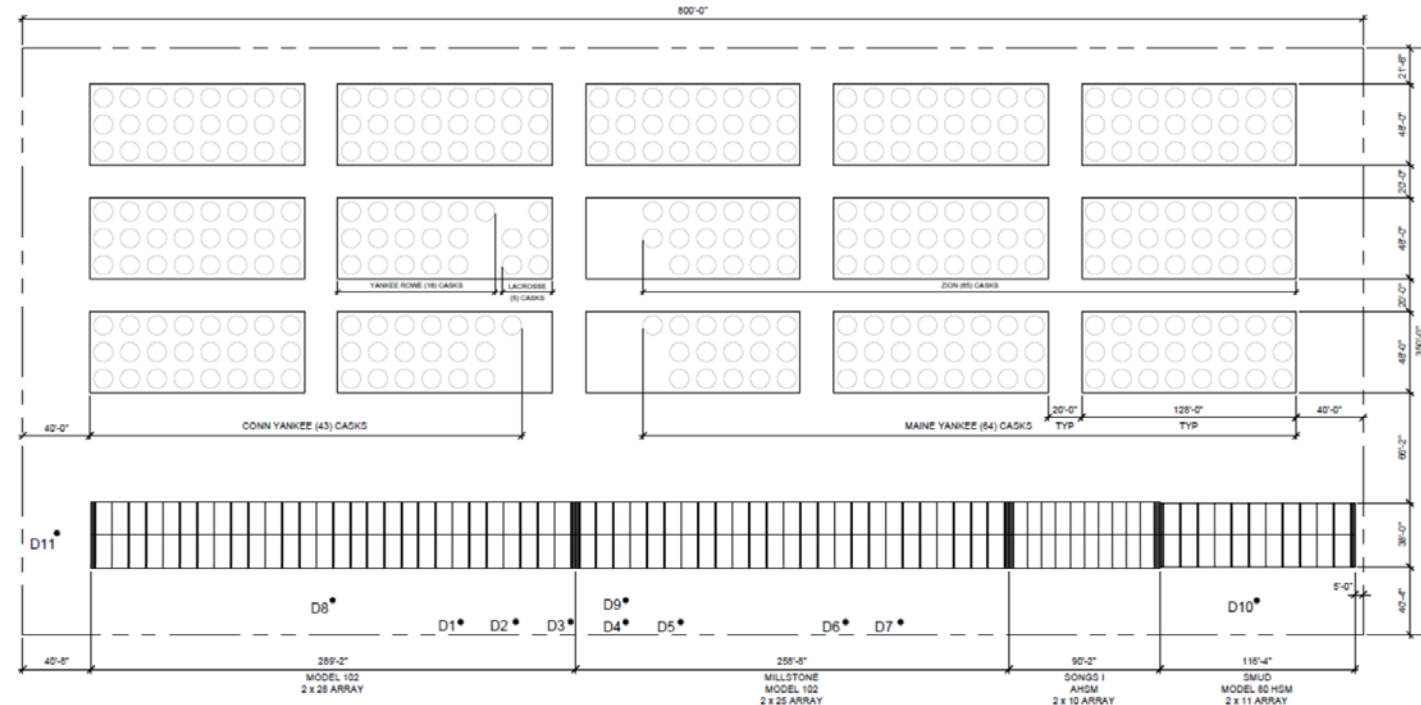 800'-0"
21'-6"
48'-0"
20'-0"
48'-0"
YANKEE ROWE (16) CASKS
LACROSSE
(5) CASKS
ZION (65) CASKS
20'-0"
350'-0"
48'-0"
40'-0"
CONN YANKEE (43) CASKS
MAINE YANKEE (64) CASKS
20'-0"
TYP
128'-0"
TYP
40'-0"
66'-2"
D11
38'-0"
5'-0"
D8
D9
D10
40'-4"
D1
D2
D3
D4
D5
D6
D7
40'-8"
289'-2"
MODEL 102
2 x 28 ARRAY
258'-8"
MILLSTONE
MODEL 102
2 x 25 ARRAY
90'-2"
SONGS I
AHSM
2 x 10 ARRAY
116'-4"
SMUD
MODEL 80 HSM
2 x 11 ARRAY